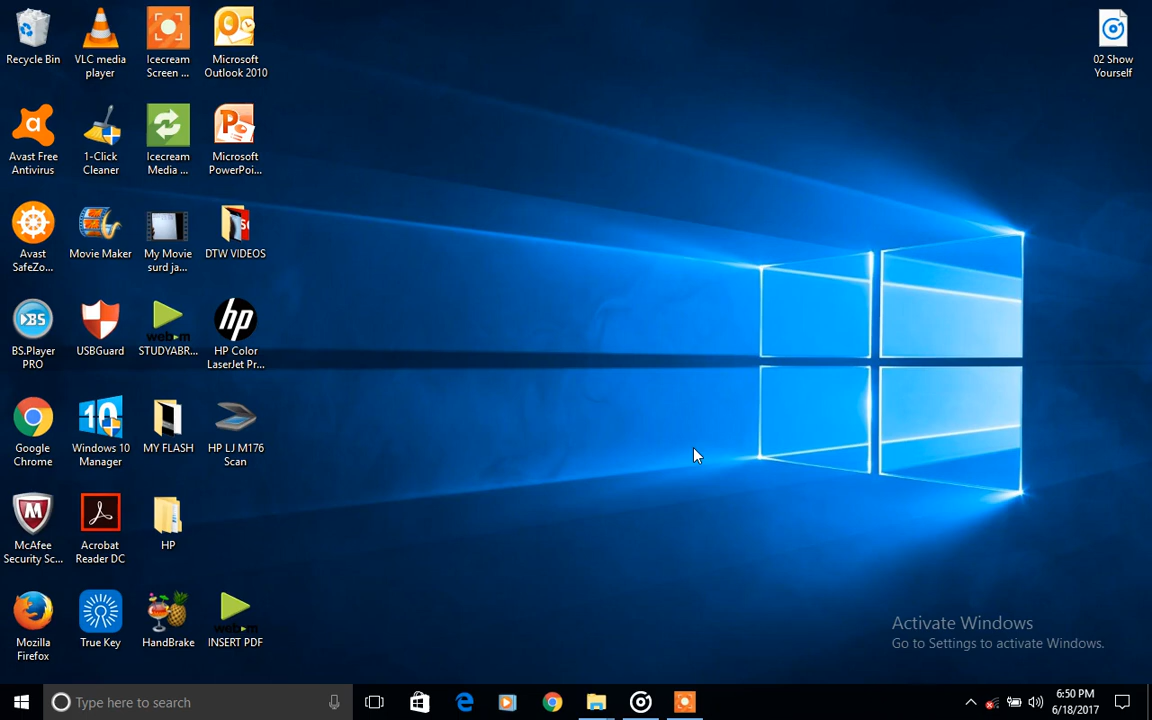 Recycle Bin
VLC media
player
Icecream
Screen ...
Microsoft
Outlook 2010
02 Show
Yourself
Avast Free
Antivirus
1-Click
Cleaner
Icecream
Media ...
Microsoft
PowerPoi...
Avast
SafeZo...
Movie Maker
My Movie
surd ja...
DTW VIDEOS
BS.Player
PRO
USBGuard
STUDYABR...
HP Color
LaserJet Pr...
Google
Chrome
Windows 10
Manager
MY FLASH
HP LJ M176
Scan
McAfee
Security Sc...
Acrobat
Reader DC
HP
Mozilla
Firefox
True Key
HandBrake
INSERT PDF
Activate Windows
Go to Settings to activate Windows.
Type here to search
6:50 PM
6/18/2017